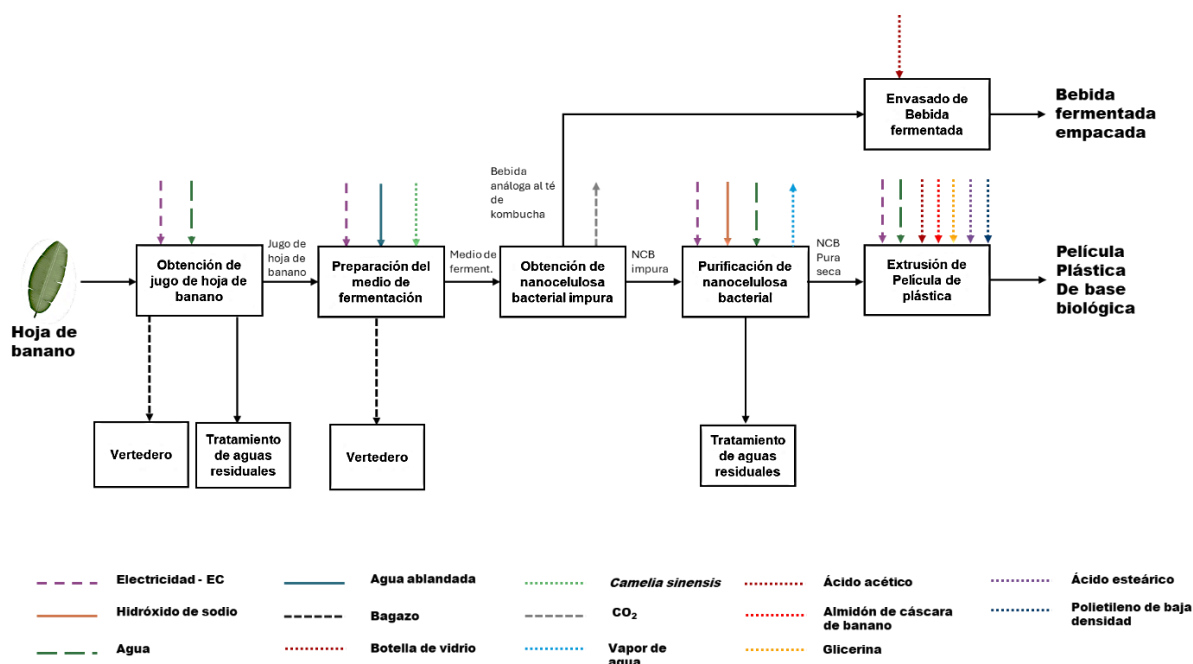 Envasado de
Bebida
fermentada
Bebida
fermentada
empacada
Bebida
análoga al té
de
kombucha
Hoja de
banano
Obtención de
jugo de hoja de
banano
Jugo de
hoja de
banano
Preparación del
medio de
fermentación
Medio de
ferment.
Obtención de
nanocelulosa
bacterial impura
NCB
impura
Purificación de
nanocelulosa
bacterial
NCB
Pura
seca
Extrusión de
Película de
plástica
Película
Plástica
De base
biológica
Vertedero
Tratamiento
de aguas
residuales
Vertedero
Tratamiento
de aguas
residuales
Electricidad - EC
Agua ablandada
Camelia sinensis
Ácido acético
Ácido esteárico
Hidróxido de sodio
Bagazo
CO₂
Almidón de cáscara
de banano
Polietileno de baja
densidad
Agua
Botella de vidrio
Vapor de
agua
Glicerina